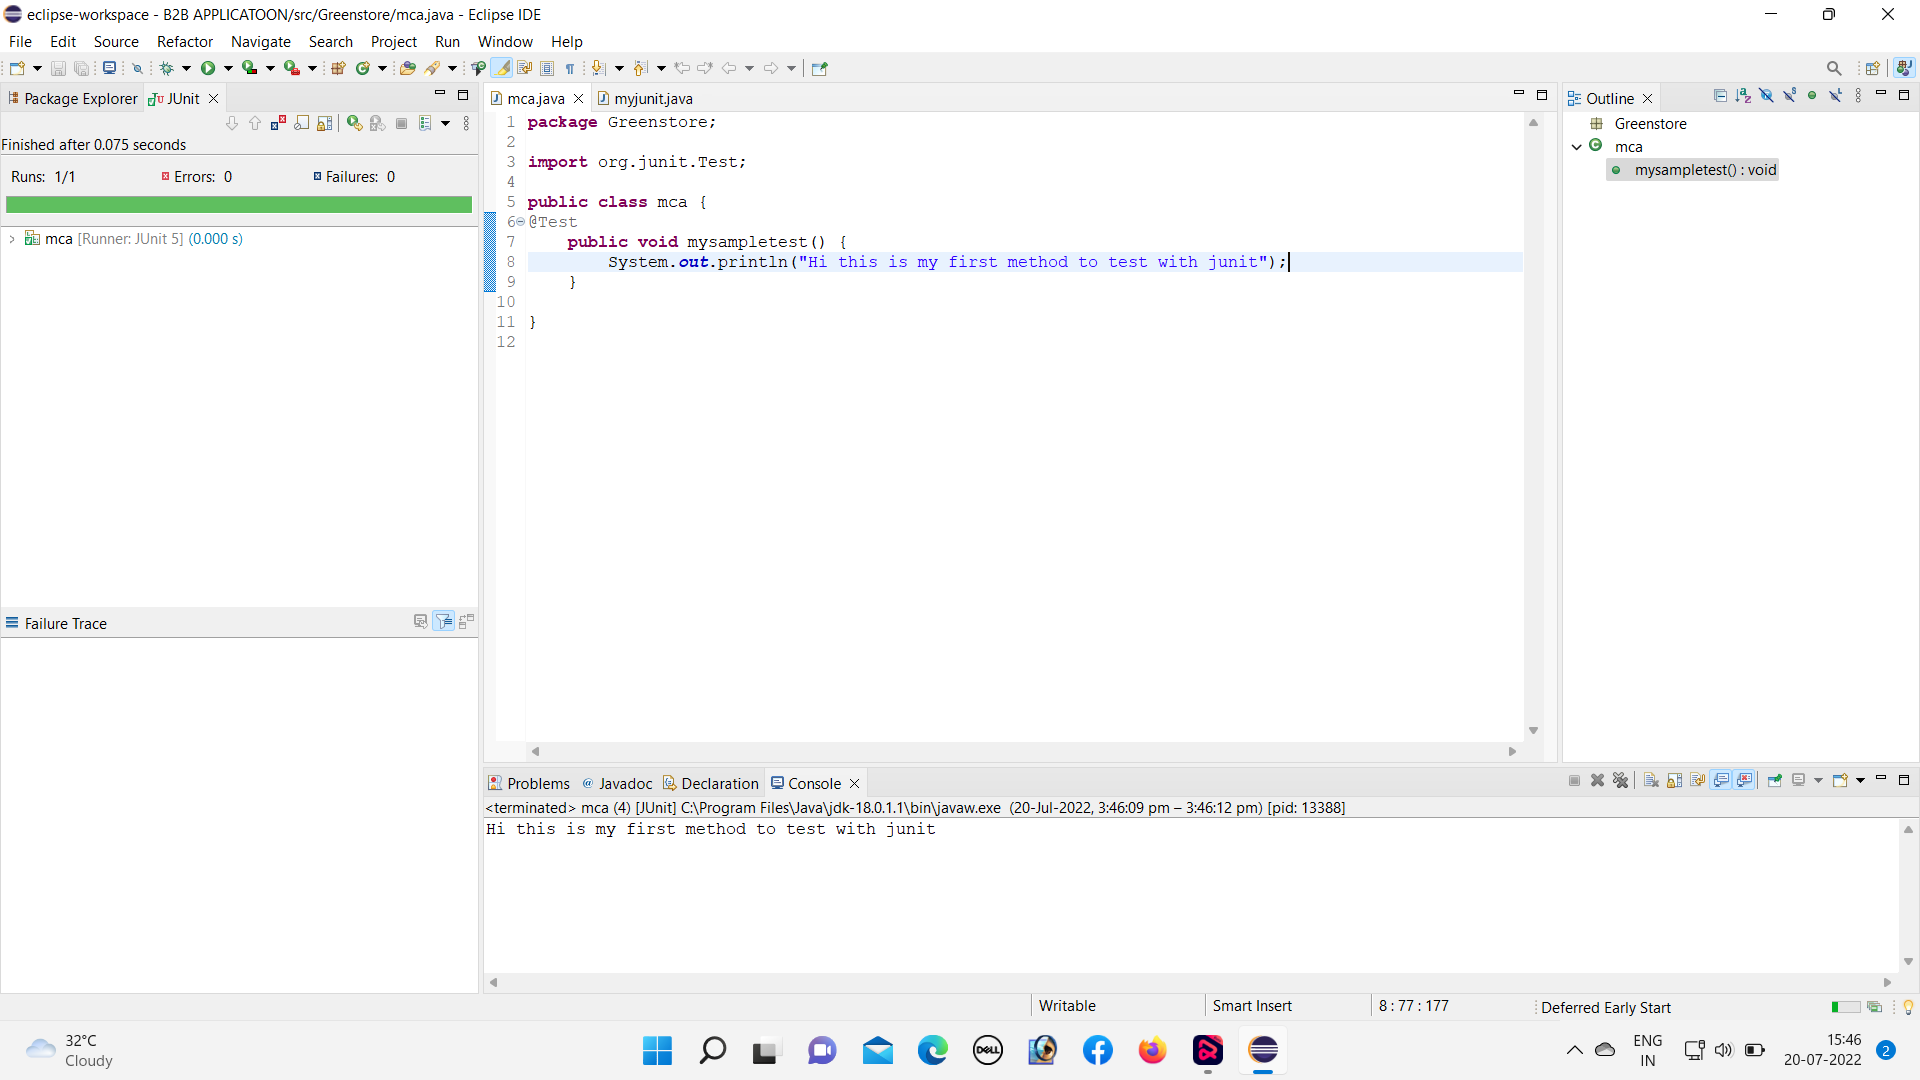 eclipse-workspace - B2B APPLICATOON/src/Greenstore/mca.java - Eclipse IDE
File Edit Source Refactor Navigate Search Project Run Window Help
Package Explorer JUnit
Finished after 0.075 seconds
Runs: 1/1 Errors: 0 Failures: 0
mca [Runner: JUnit 5] (0.000 s)
Failure Trace
mca.java myjunit.java
1 package Greenstore;
2
3 import org.junit.Test;
4
5 public class mca {
6 @Test
7 public void mysampletest() {
8 System.out.println("Hi this is my first method to test with junit");
9 }
10
11 }
12
Outline
Greenstore
mca
mysampletest() : void
Problems Javadoc Declaration Console
<terminated> mca (4) [JUnit] C:\Program Files\Java\jdk-18.0.1.1\bin\javaw.exe (20-Jul-2022, 3:46:09 pm – 3:46:12 pm) [pid: 13388]
Hi this is my first method to test with junit
Writable Smart Insert 8 : 77 : 177 Deferred Early Start
32°C
Cloudy
DELL
ENG
IN
15:46
20-07-2022
2